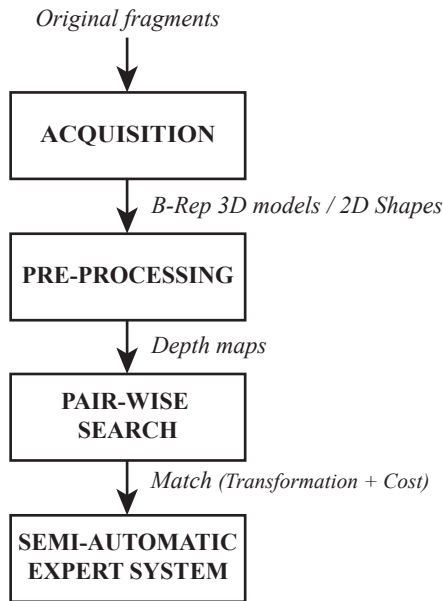 Original fragments
ACQUISITION
B-Rep 3D models / 2D Shapes
PRE-PROCESSING
Depth maps
PAIR-WISE
SEARCH
Match (Transformation + Cost)
SEMI-AUTOMATIC
EXPERT SYSTEM